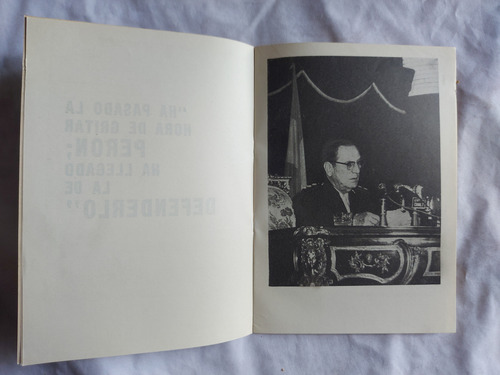 "HA PASADO LA
HORA DE GRITAR
PERON;
HA LLEGADO
LA DE
DEFENDERLO"